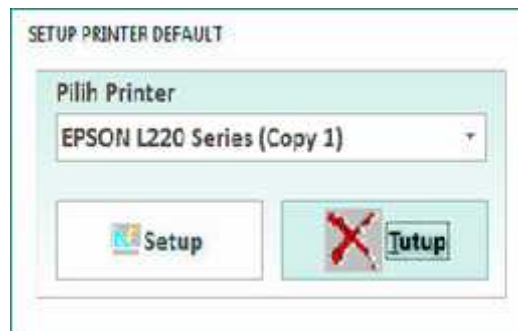 SETUP PRINTER DEFAULT
Pilih Printer
EPSON L220 Series (Copy 1)
Setup
Tutup